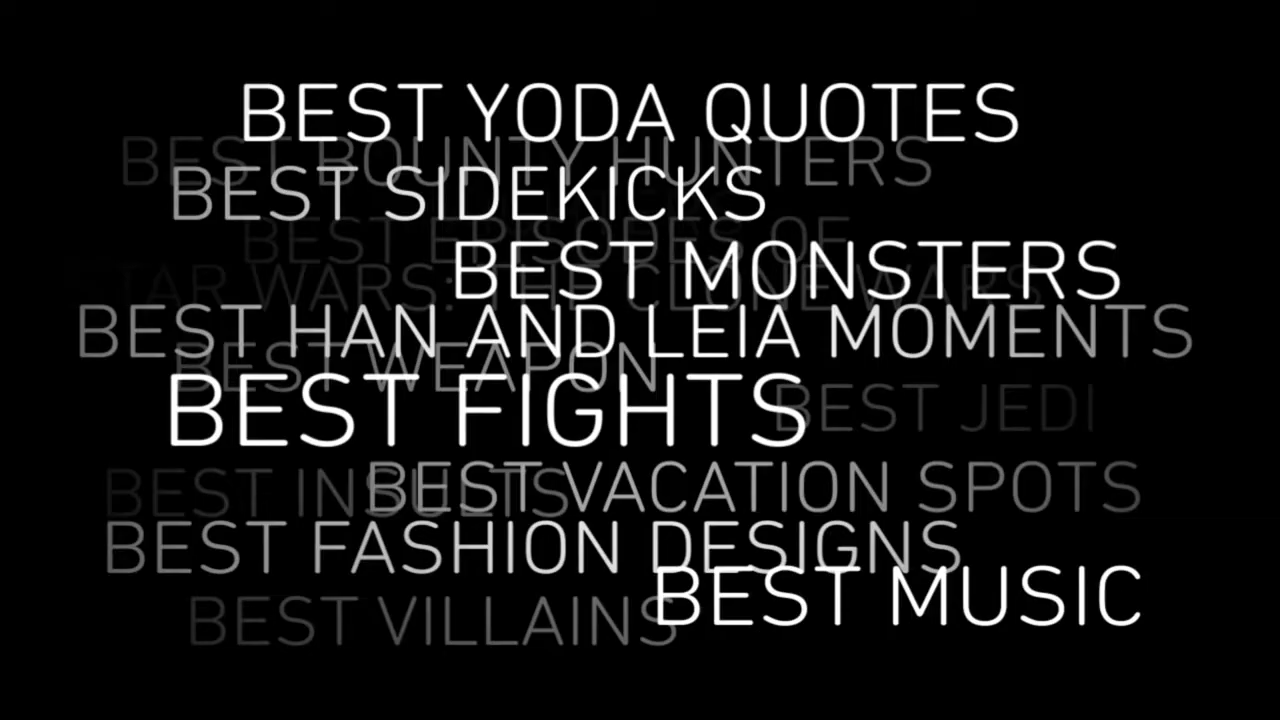 BEST YODA QUOTES
BEST BOUNTY HUNTERS
BEST SIDEKICKS
BEST EPISODES OF
STAR WARS: THE CLONE WARS
BEST MONSTERS
BEST HAN AND LEIA MOMENTS
BEST WEAPON
BEST FIGHTS
BEST JEDI
BEST INSULTS
BEST VACATION SPOTS
BEST FASHION DESIGNS
BEST MUSIC
BEST VILLAINS